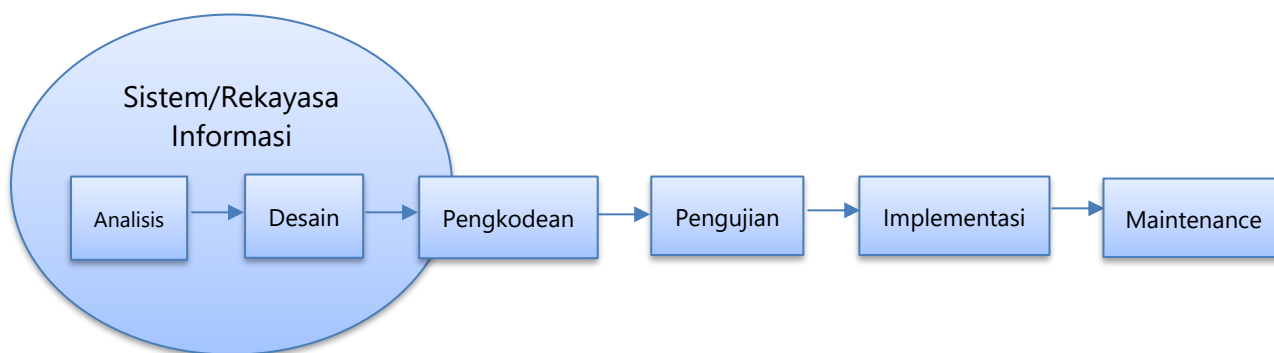 Sistem/Rekayasa
Informasi
Analisis
Desain
Pengkodean
Pengujian
Implementasi
Maintenance